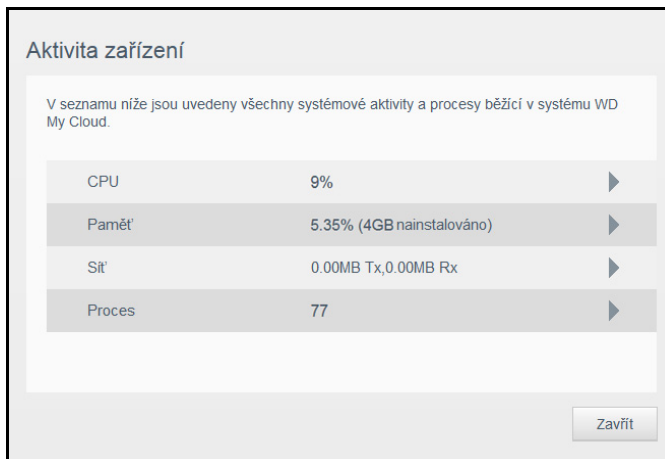 Aktivita zařízení
V seznamu níže jsou uvedeny všechny systémové aktivity a procesy běžící v systému WD
My Cloud.
CPU 9%
Paměť 5.35% (4GB nainstalováno)
Síť 0.00MB Tx,0.00MB Rx
Proces 77
Zavřít